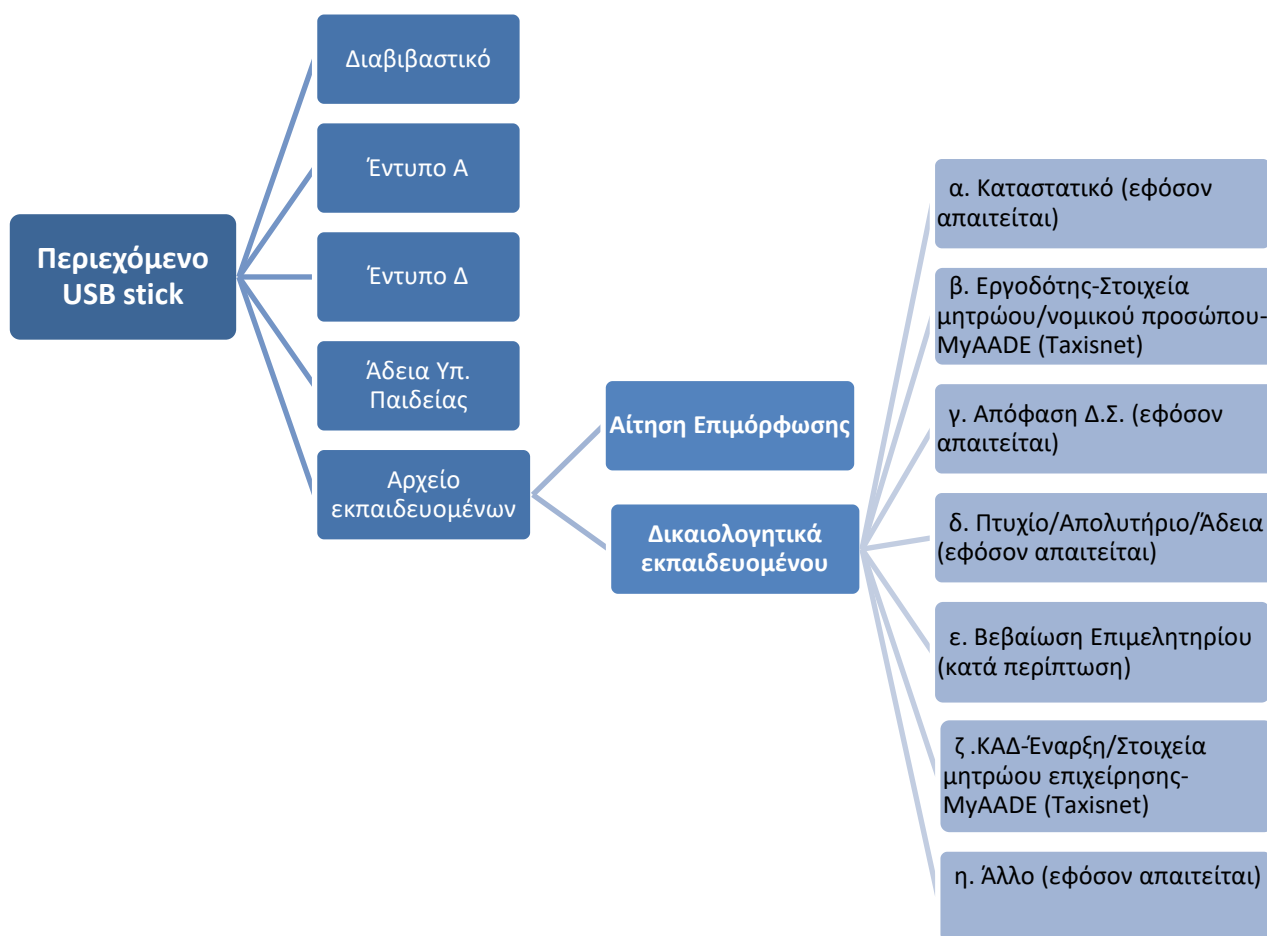 Περιεχόμενο
USB stick
Διαβιβαστικό
Έντυπο Α
Έντυπο Δ
Άδεια Υπ.
Παιδείας
Αρχείο
εκπαιδευομένων
Αίτηση Επιμόρφωσης
Δικαιολογητικά
εκπαιδευομένου
α. Καταστατικό (εφόσον
απαιτείται)
β. Εργοδότης-Στοιχεία
μητρώου/νομικού προσώπου-
MyAADE (Taxisnet)
γ. Απόφαση Δ.Σ. (εφόσον
απαιτείται)
δ. Πτυχίο/Απολυτήριο/Άδεια
(εφόσον απαιτείται)
ε. Βεβαίωση Επιμελητηρίου
(κατά περίπτωση)
ζ .ΚΑΔ-Έναρξη/Στοιχεία
μητρώου επιχείρησης-
MyAADE (Taxisnet)
η. Άλλο (εφόσον απαιτείται)